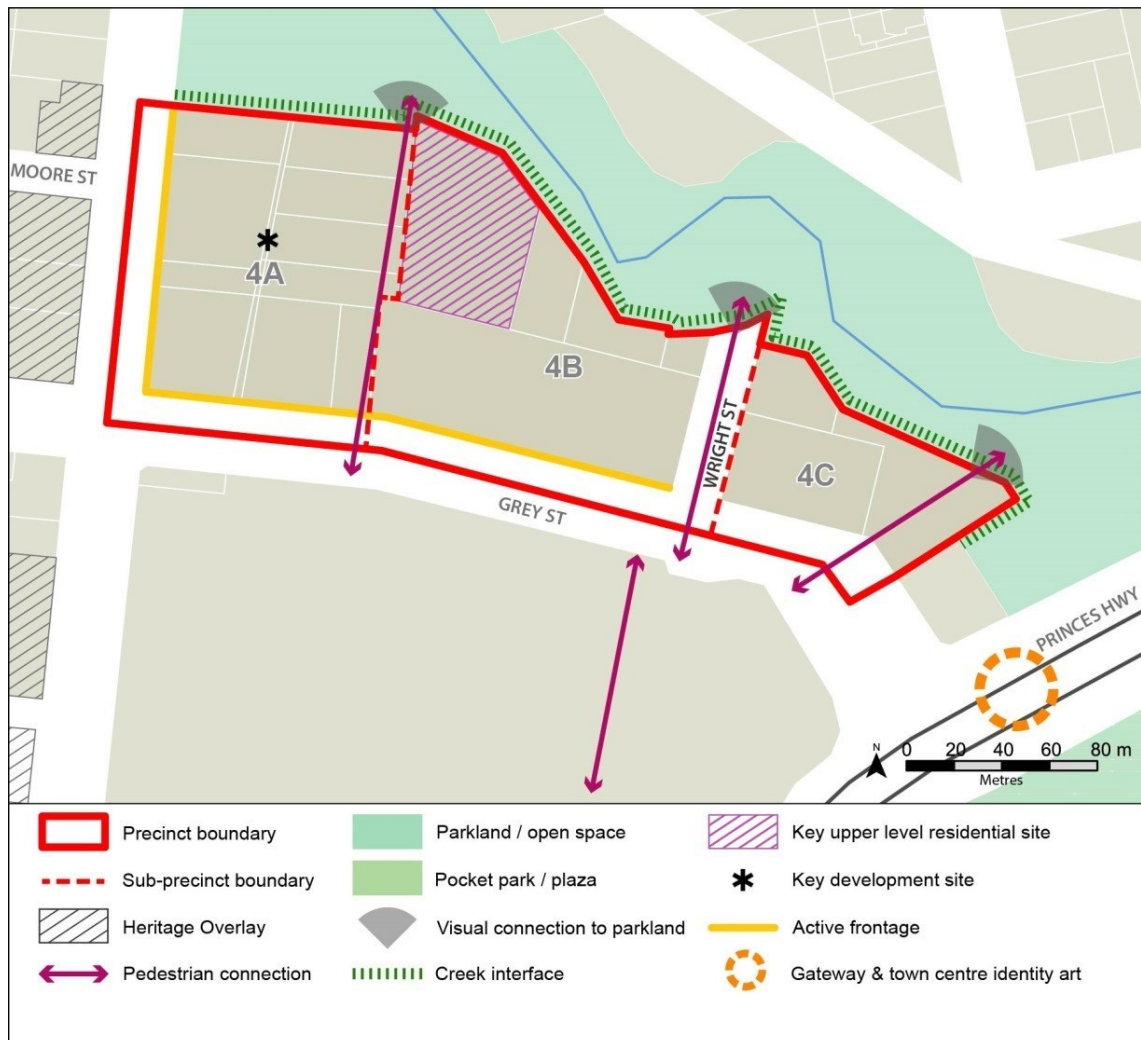 MOORE ST
4A
4B
WRIGHT ST
4C
GREY ST
PRINCES HWY
N
0 20 40 60 80 m
Metres
Precinct boundary
Parkland / open space
Key upper level residential site
Sub-precinct boundary
Pocket park / plaza
Key development site
Heritage Overlay
Visual connection to parkland
Active frontage
Pedestrian connection
Creek interface
Gateway & town centre identity art